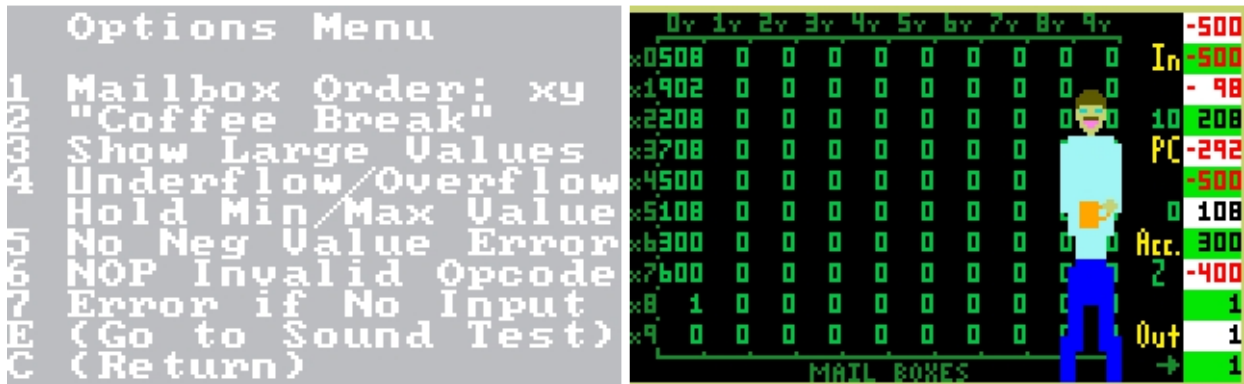 Options Menu
1 Mailbox Order: xy
2 "Coffee Break"
3 Show Large Values
4 Underflow/Overflow
Hold Min/Max Value
5 No Neg Value Error
6 NOP Invalid Opcode
7 Error if No Input
E (Go to Sound Test)
C (Return)
0y 1y 2y 3y 4y 5y 6y 7y 8y 9y -500
x0508 0 0 0 0 0 0 0 0 0 In -500
x1902 0 0 0 0 0 0 0 0 0 - 98
x2208 0 0 0 0 0 0 0 0 0 10 208
x3708 0 0 0 0 0 0 0 PC -292
x4500 0 0 0 0 0 0 0 -500
x5108 0 0 0 0 0 0 0 0 0 108
x6300 0 0 0 0 0 0 0 0 0 Acc. 300
x7600 0 0 0 0 0 0 0 0 0 2 -400
x8 1 0 0 0 0 0 0 0 0 0 1
x9 0 0 0 0 0 0 0 0 0 0 Out 1
MAIL BOXES → 1